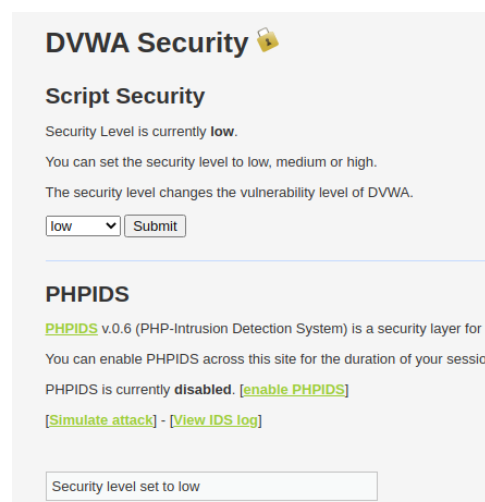 DVWA Security
Script Security
Security Level is currently low.
You can set the security level to low, medium or high.
The security level changes the vulnerability level of DVWA.
low Submit
PHPIDS
PHPIDS v.0.6 (PHP-Intrusion Detection System) is a security layer for
You can enable PHPIDS across this site for the duration of your sessio
PHPIDS is currently disabled. [enable PHPIDS]
[Simulate attack] - [View IDS log]
Security level set to low